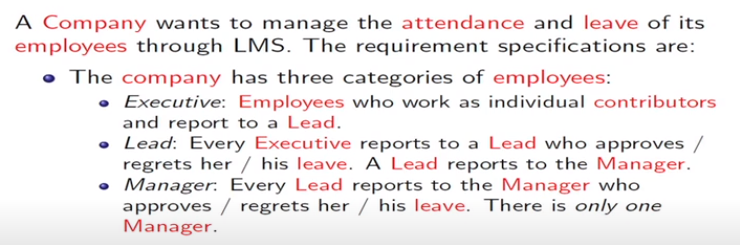 A Company wants to manage the attendance and leave of its
employees through LMS. The requirement specifications are:
• The company has three categories of employees:
• Executive: Employees who work as individual contributors
and report to a Lead.
• Lead: Every Executive reports to a Lead who approves /
regrets her / his leave. A Lead reports to the Manager.
• Manager: Every Lead reports to the Manager who
approves / regrets her / his leave. There is only one
Manager.